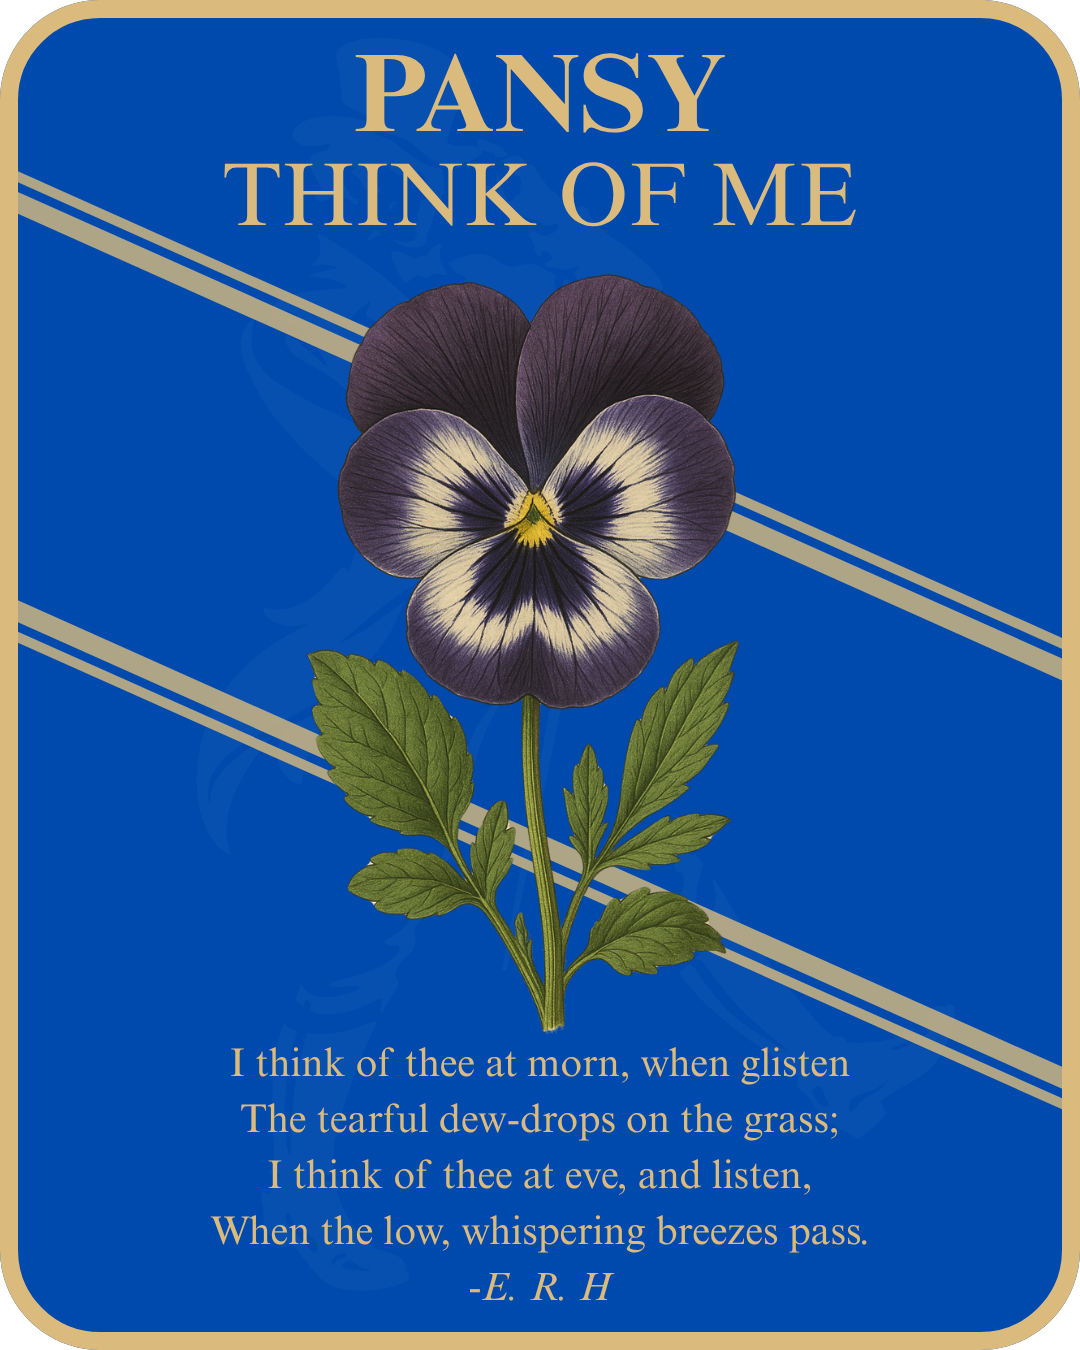 PANSY
THINK OF ME
I think of thee at morn, when glisten
The tearful dew-drops on the grass;
I think of thee at eve, and listen,
When the low, whispering breezes pass.
-E. R. H